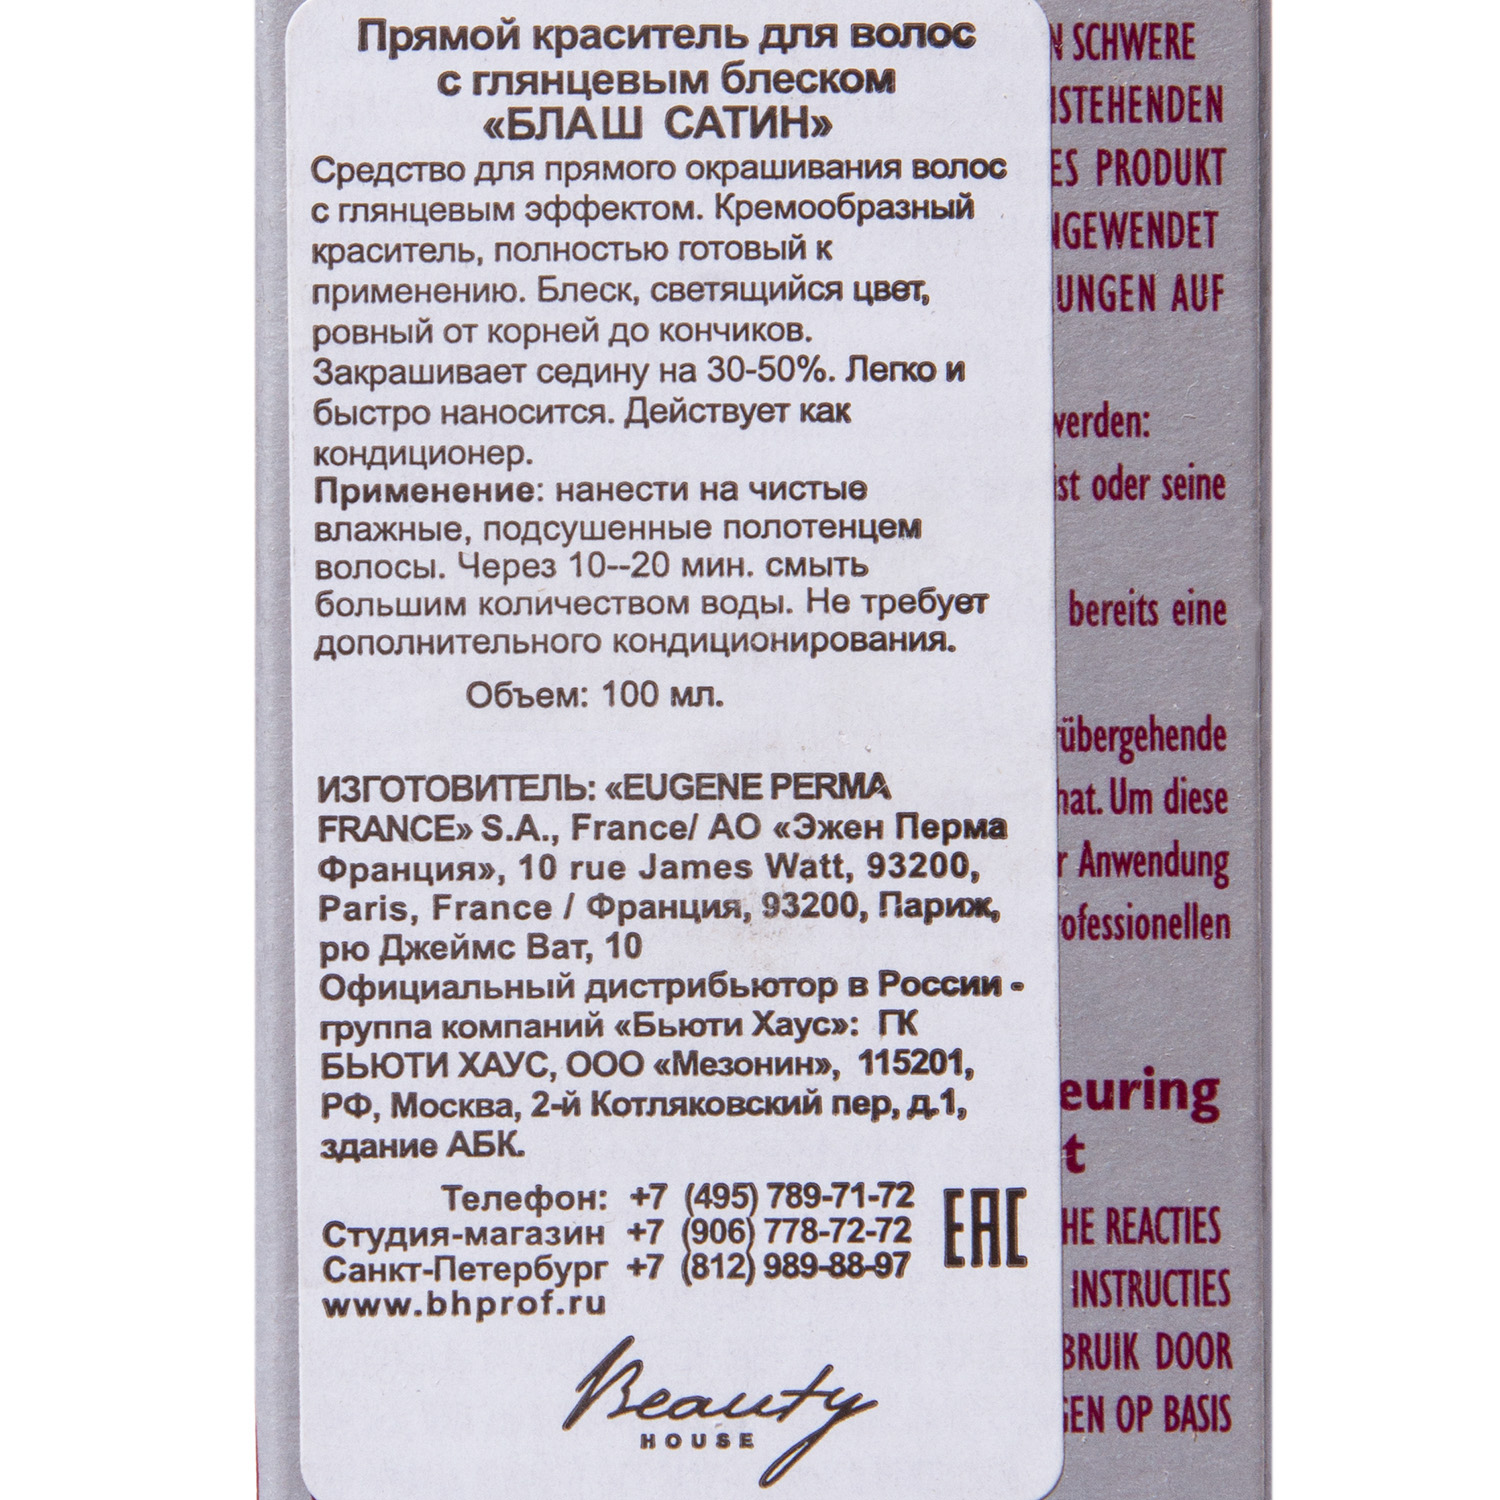 Прямой краситель для волос
с глянцевым блеском
«БЛАШ САТИН»
Средство для прямого окрашивания волос
с глянцевым эффектом. Кремообразный
краситель, полностью готовый к
применению. Блеск, светящийся цвет,
ровный от корней до кончиков.
Закрашивает седину на 30-50%. Легко и
быстро наносится. Действует как
кондиционер.
Применение: нанести на чистые
влажные, подсушенные полотенцем
волосы. Через 10--20 мин. смыть
большим количеством воды. Не требует
дополнительного кондиционирования.
Объем: 100 мл.
ИЗГОТОВИТЕЛЬ: «EUGENE PERMA
FRANCE» S.A., France/ АО «Эжен Перма
Франция», 10 rue James Watt, 93200,
Paris, France / Франция, 93200, Париж,
рю Джеймс Ват, 10
Официальный дистрибьютор в России -
группа компаний «Бьюти Хаус»: ГК
БЬЮТИ ХАУС, ООО «Мезонин», 115201,
РФ, Москва, 2-й Котляковский пер, д.1,
здание АБК.
Телефон: +7 (495) 789-71-72
Студия-магазин +7 (906) 778-72-72
Санкт-Петербург +7 (812) 989-88-97
www.bhprof.ru
EAC
Beauty
HOUSE
N SCHWERE
NSTEHENDEN
ES PRODUKT
NGEWENDET
UNGEN AUF
werden:
ist oder seine
bereits eine
rübergehende
hat. Um diese
r Anwendung
rofessionellen
euring
t
HE REACTIES
INSTRUCTIES
BRUIK DOOR
GEN OP BASIS